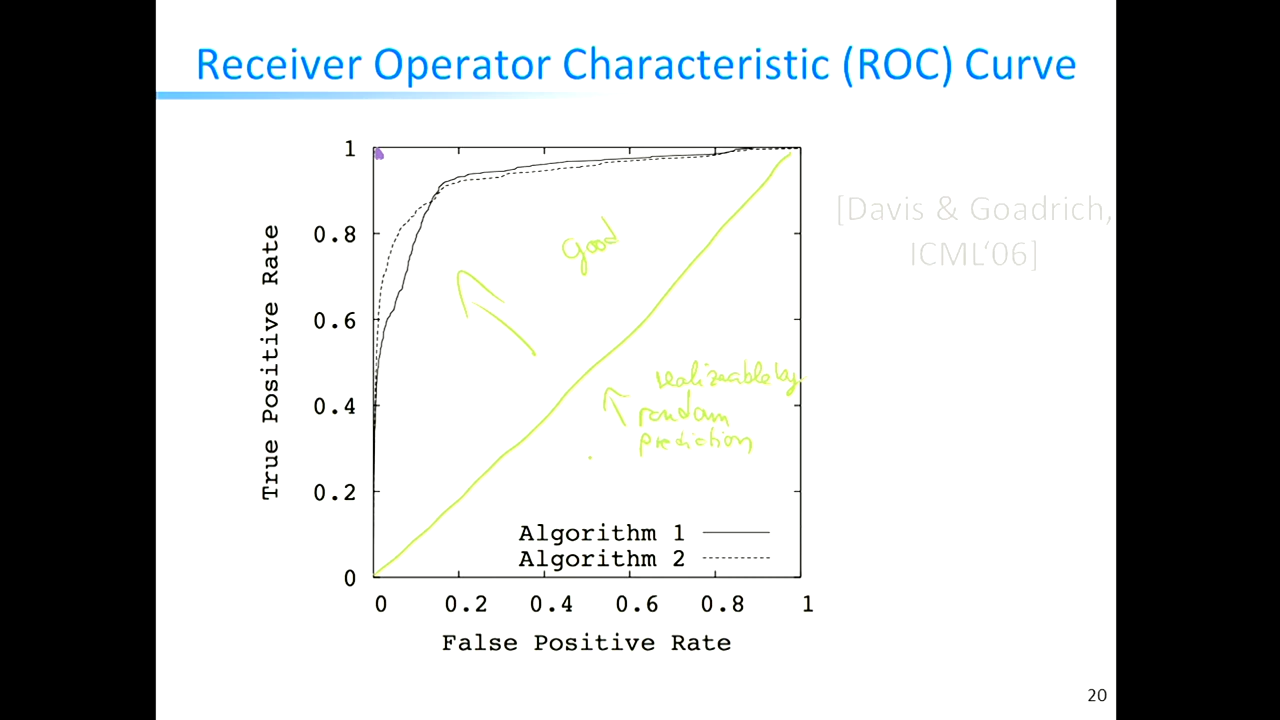 Receiver Operator Characteristic (ROC) Curve
1
0.8
0.6
0.4
0.2
0
True Positive Rate
good
realizeable by
random
prediction
Algorithm 1
Algorithm 2
0 0.2 0.4 0.6 0.8 1
False Positive Rate
[Davis & Goadrich,
ICML‘06]
20